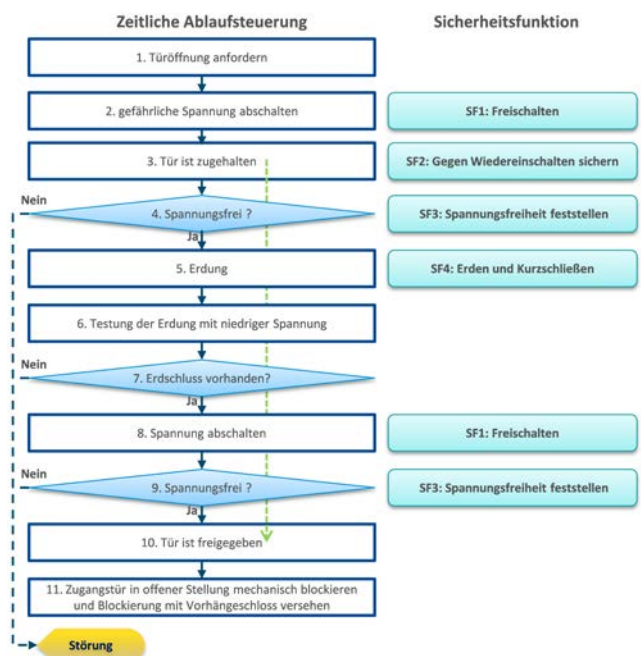 Zeitliche Ablaufsteuerung
Sicherheitsfunktion
1. Türöffnung anfordern
2. gefährliche Spannung abschalten
SF1: Freischalten
3. Tür ist zugehalten
SF2: Gegen Wiedereinschalten sichern
Nein
4. Spannungsfrei ?
SF3: Spannungsfreiheit feststellen
Ja
5. Erdung
SF4: Erden und Kurzschließen
6. Testung der Erdung mit niedriger Spannung
Nein
7. Erdschluss vorhanden?
Ja
8. Spannung abschalten
SF1: Freischalten
Nein
9. Spannungsfrei ?
SF3: Spannungsfreiheit feststellen
Ja
10. Tür ist freigegeben
11. Zugangstür in offener Stellung mechanisch blockieren
und Blockierung mit Vorhängeschloss versehen
Störung